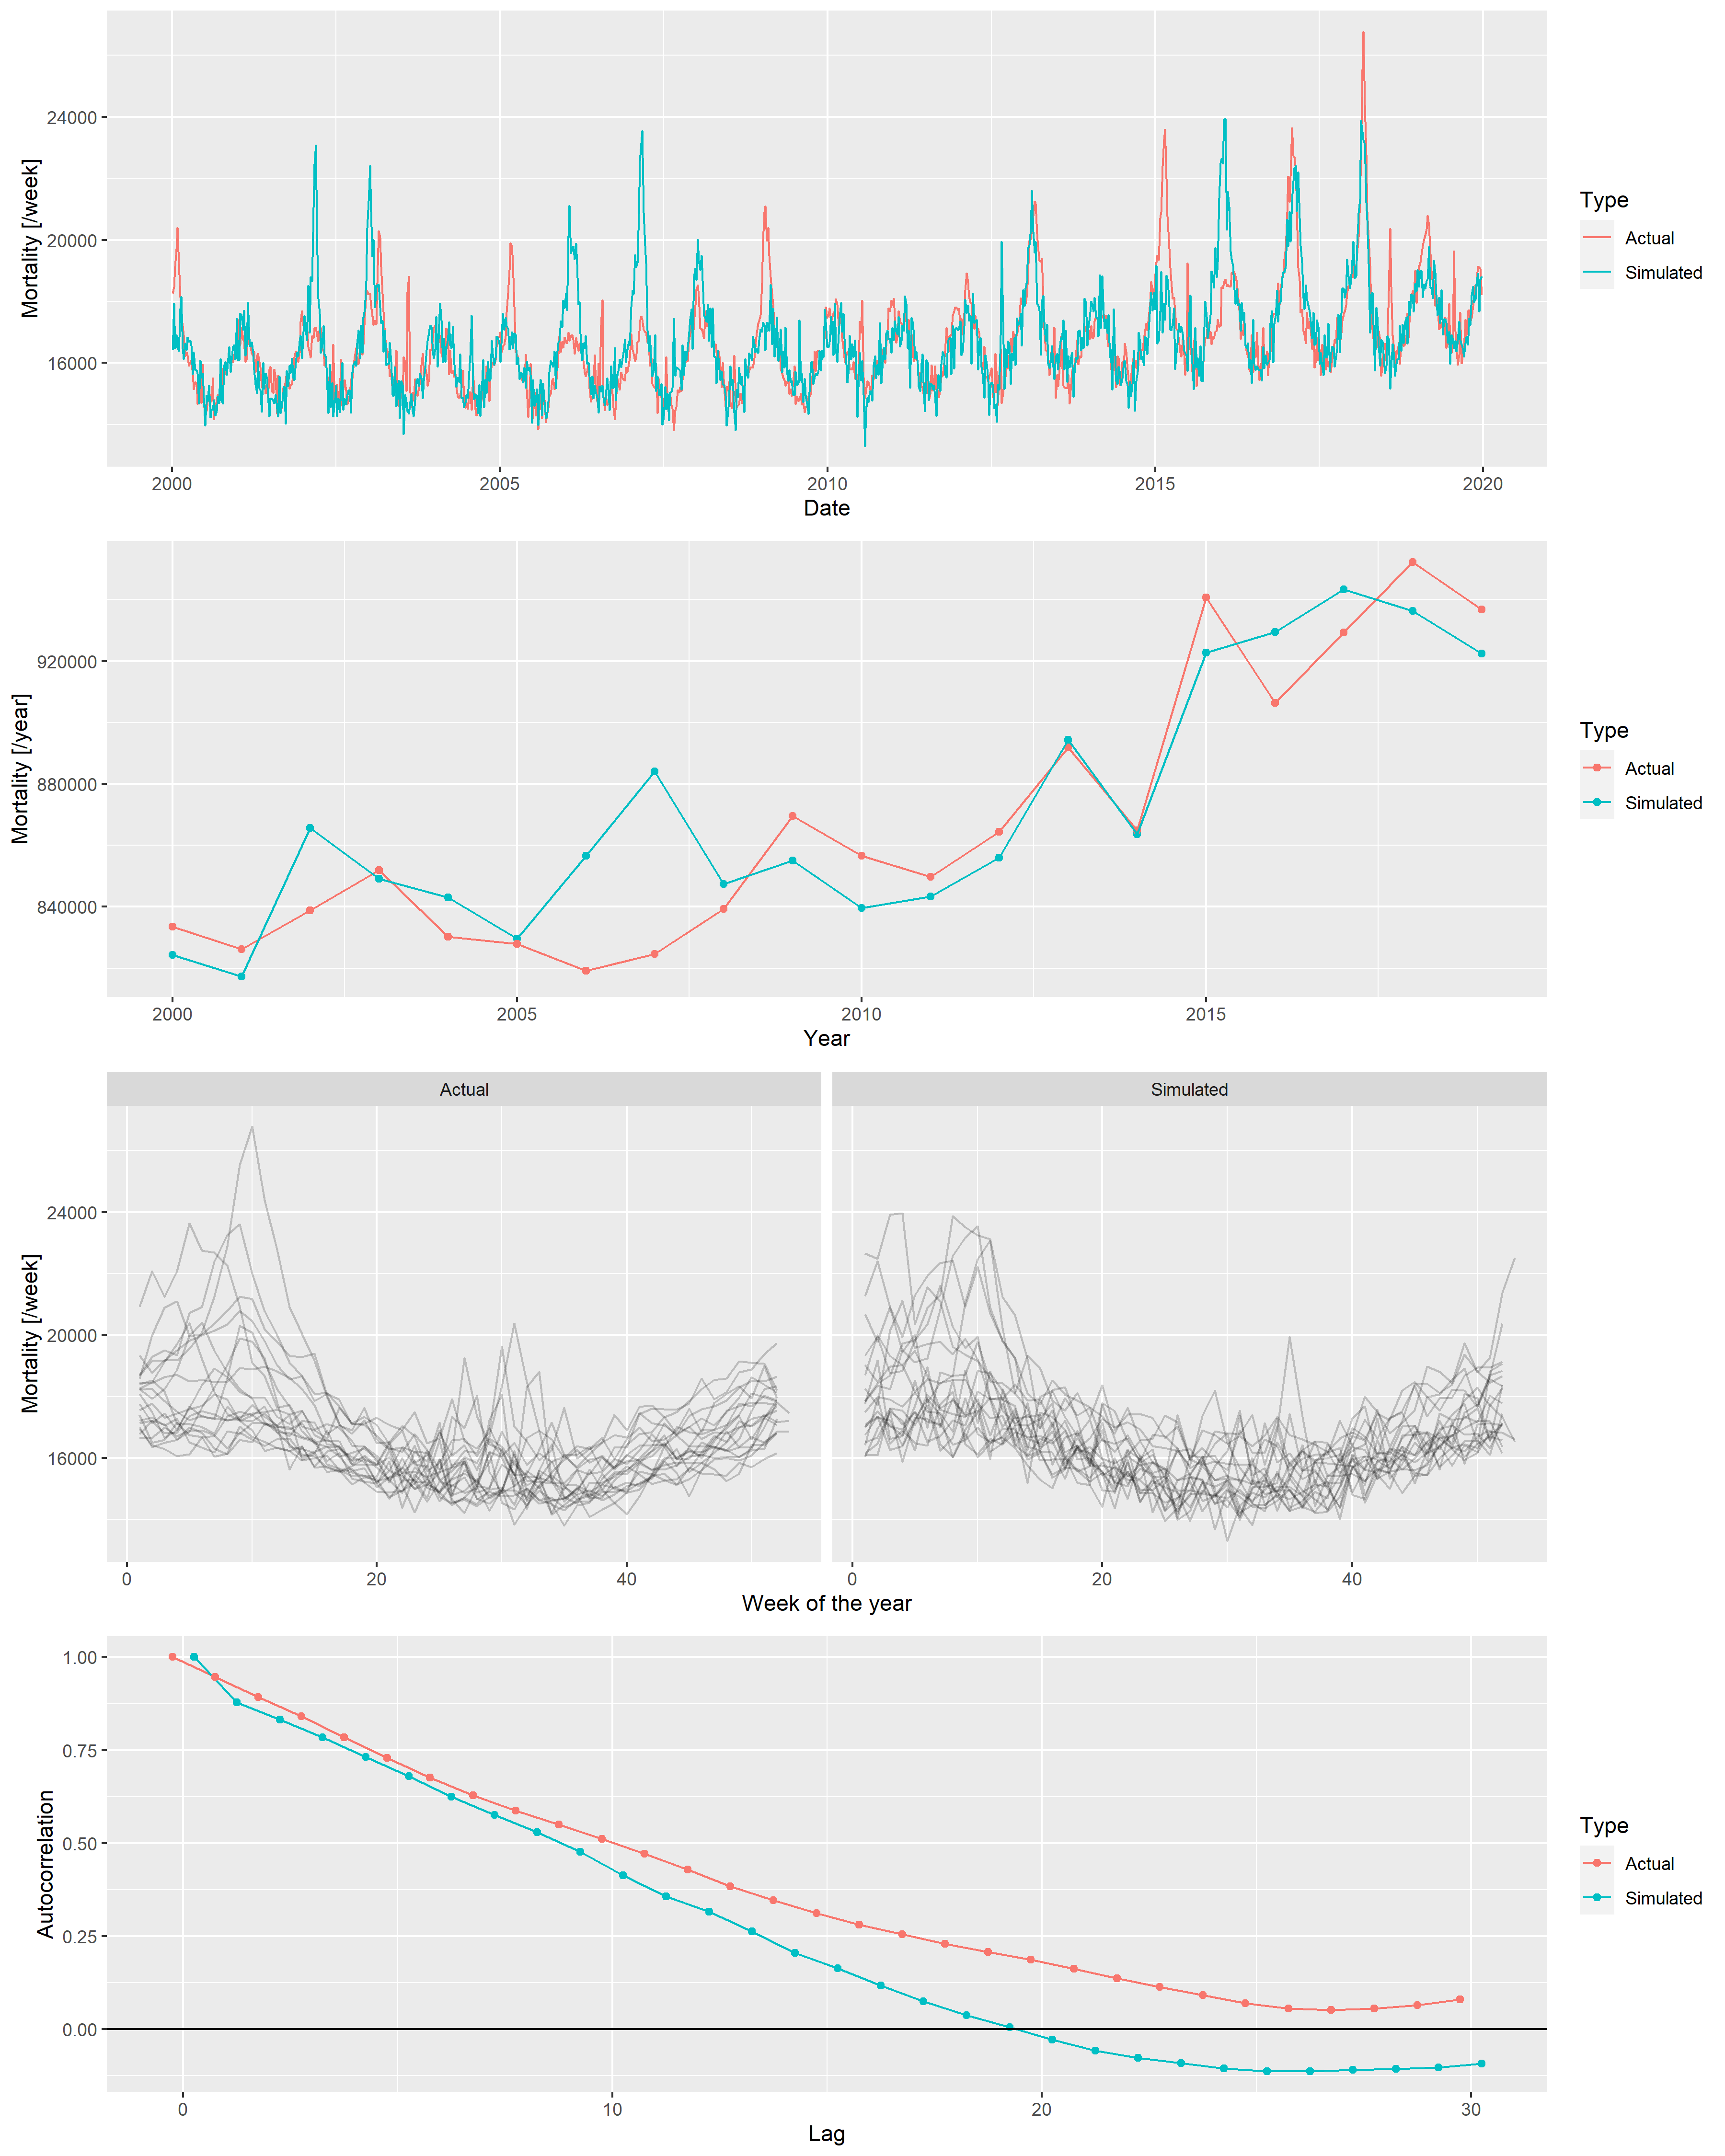 Mortality [/week]
24000
20000
16000
2000 2005 2010 2015 2020
Date
Type
Actual
Simulated
Mortality [/year]
920000
880000
840000
2000 2005 2010 2015
Year
Type
Actual
Simulated
Actual Simulated
Mortality [/week]
24000
20000
16000
0 20 40 0 20 40
Week of the year
Autocorrelation
1.00
0.75
0.50
0.25
0.00
0 10 20 30
Lag
Type
Actual
Simulated